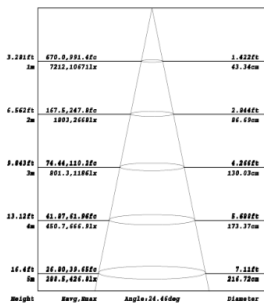 3.281ft 670.0,991.4fc 1.422ft
1m 7212,10671lx 43.34cm
6.562ft 167.5,247.8fc 2.844ft
2m 1803,2668lx 86.69cm
9.843ft 74.44,110.2fc 4.266ft
3m 801.3,1186lx 130.03cm
13.12ft 41.87,61.96fc 5.688ft
4m 450.7,666.9lx 173.37cm
16.4ft 26.80,39.65fc 7.11ft
5m 288.5,426.8lx 216.72cm
Height Eavg,Emax Angle:24.46deg Diameter